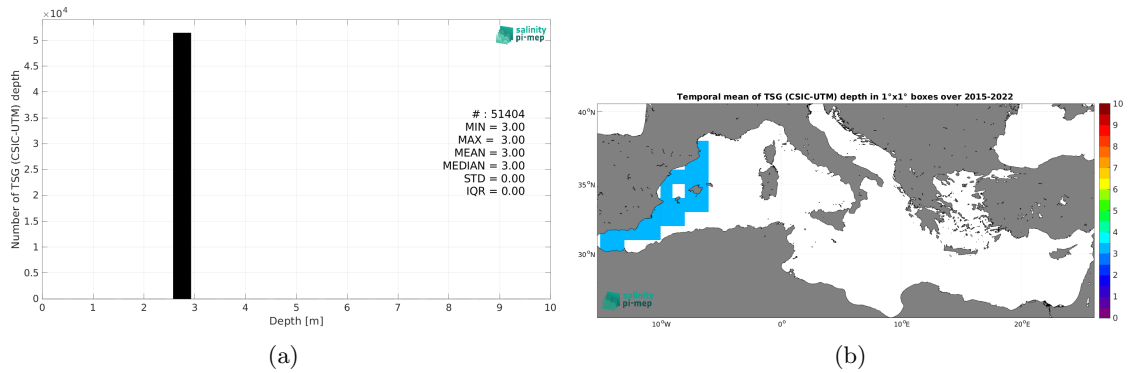 ×10⁴
5
4.5
4
3.5
3
2.5
2
1.5
1
0.5
0
Number of TSG (CSIC-UTM) depth
0 1 2 3 4 5 6 7 8 9 10
Depth [m]
salinity
pi-mep
# : 51404
MIN = 3.00
MAX = 3.00
MEAN = 3.00
MEDIAN = 3.00
STD = 0.00
IQR = 0.00
(a)
Temporal mean of TSG (CSIC-UTM) depth in 1°x1° boxes over 2015-2022
40°N
35°N
30°N
10°W 0° 10°E 20°E
salinity
pi-mep
10
9
8
7
6
5
4
3
2
1
0
(b)